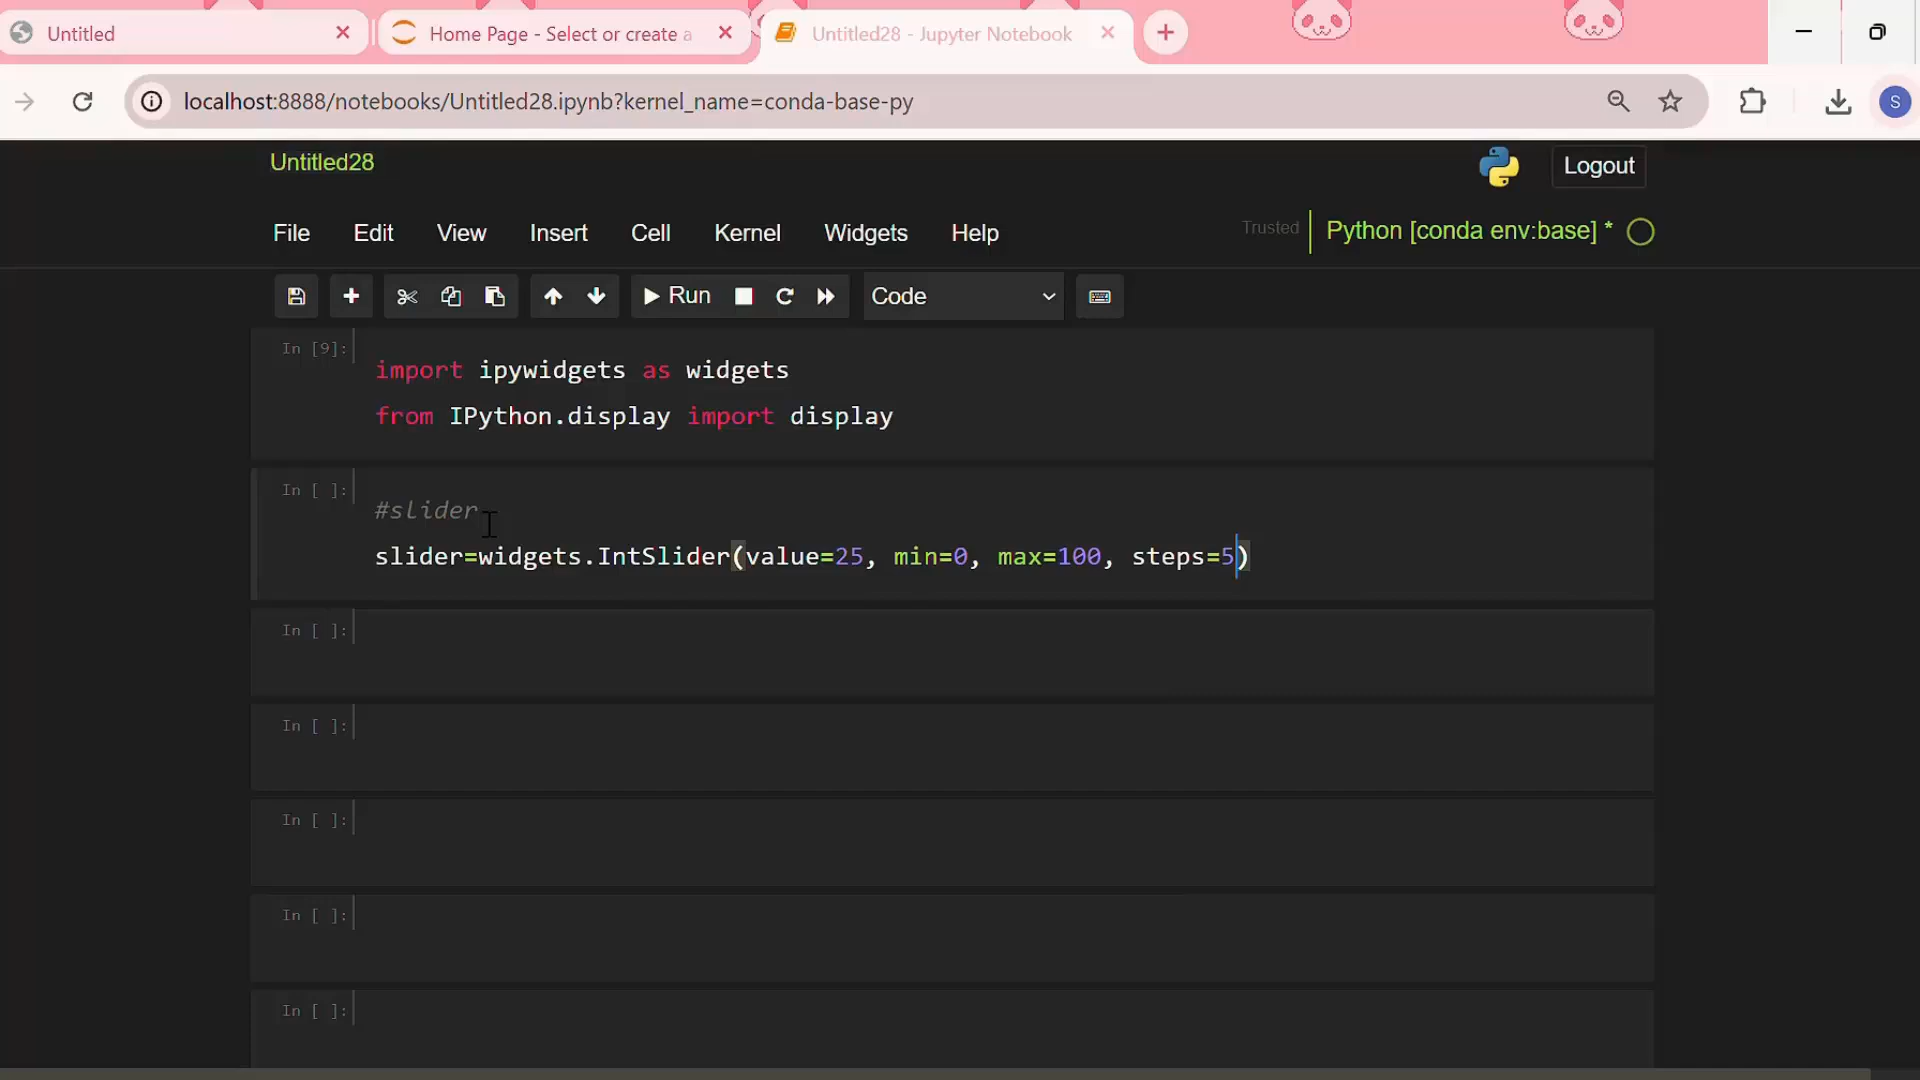 Untitled
Home Page - Select or create a
Untitled28 - Jupyter Notebook
localhost:8888/notebooks/Untitled28.ipynb?kernel_name=conda-base-py
S
Untitled28
Logout
File Edit View Insert Cell Kernel Widgets Help
Trusted
Python [conda env:base] *
Run
Code
In [9]:
import ipywidgets as widgets
from IPython.display import display
In [ ]:
#slider
slider=widgets.IntSlider(value=25, min=0, max=100, steps=5)
In [ ]:
In [ ]:
In [ ]:
In [ ]:
In [ ]: